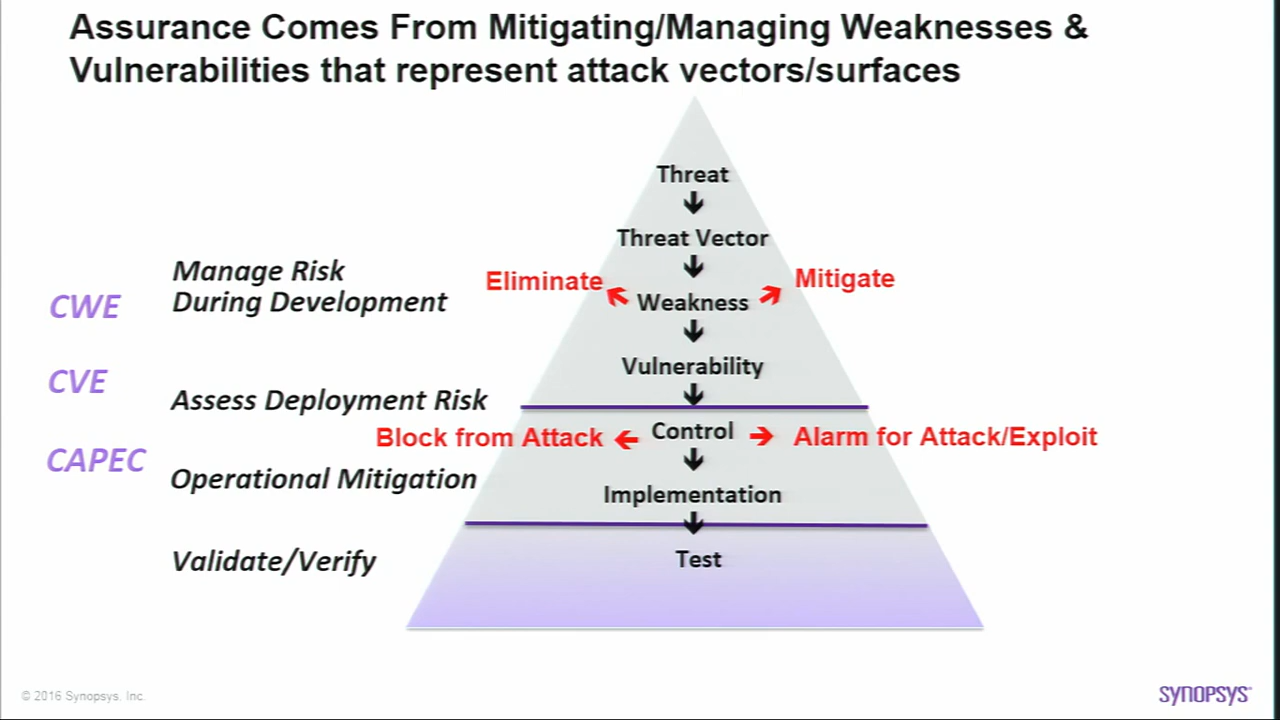 Assurance Comes From Mitigating/Managing Weaknesses &
Vulnerabilities that represent attack vectors/surfaces
Threat
Threat Vector
Manage Risk
During Development
CWE
Eliminate
Weakness
Mitigate
Vulnerability
CVE
Assess Deployment Risk
Block from Attack
Control
Alarm for Attack/Exploit
CAPEC
Operational Mitigation
Implementation
Validate/Verify
Test
© 2016 Synopsys, Inc.
SYNOPSYS®